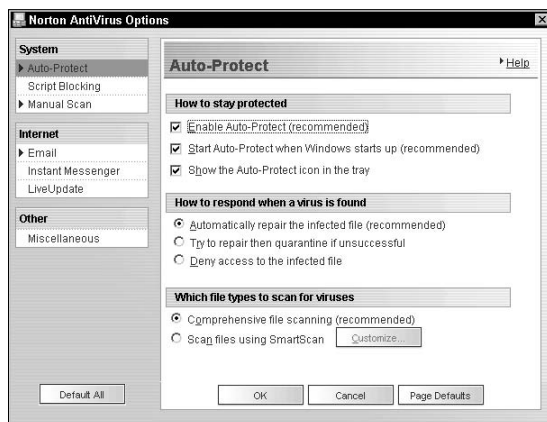 Norton AntiVirus Options
System
Auto-Protect
Script Blocking
Manual Scan
Internet
Email
Instant Messenger
LiveUpdate
Other
Miscellaneous
Default All
Auto-Protect
Help
How to stay protected
Enable Auto-Protect (recommended)
Start Auto-Protect when Windows starts up (recommended)
Show the Auto-Protect icon in the tray
How to respond when a virus is found
Automatically repair the infected file (recommended)
Try to repair then quarantine if unsuccessful
Deny access to the infected file
Which file types to scan for viruses
Comprehensive file scanning (recommended)
Scan files using SmartScan
Customize...
OK
Cancel
Page Defaults